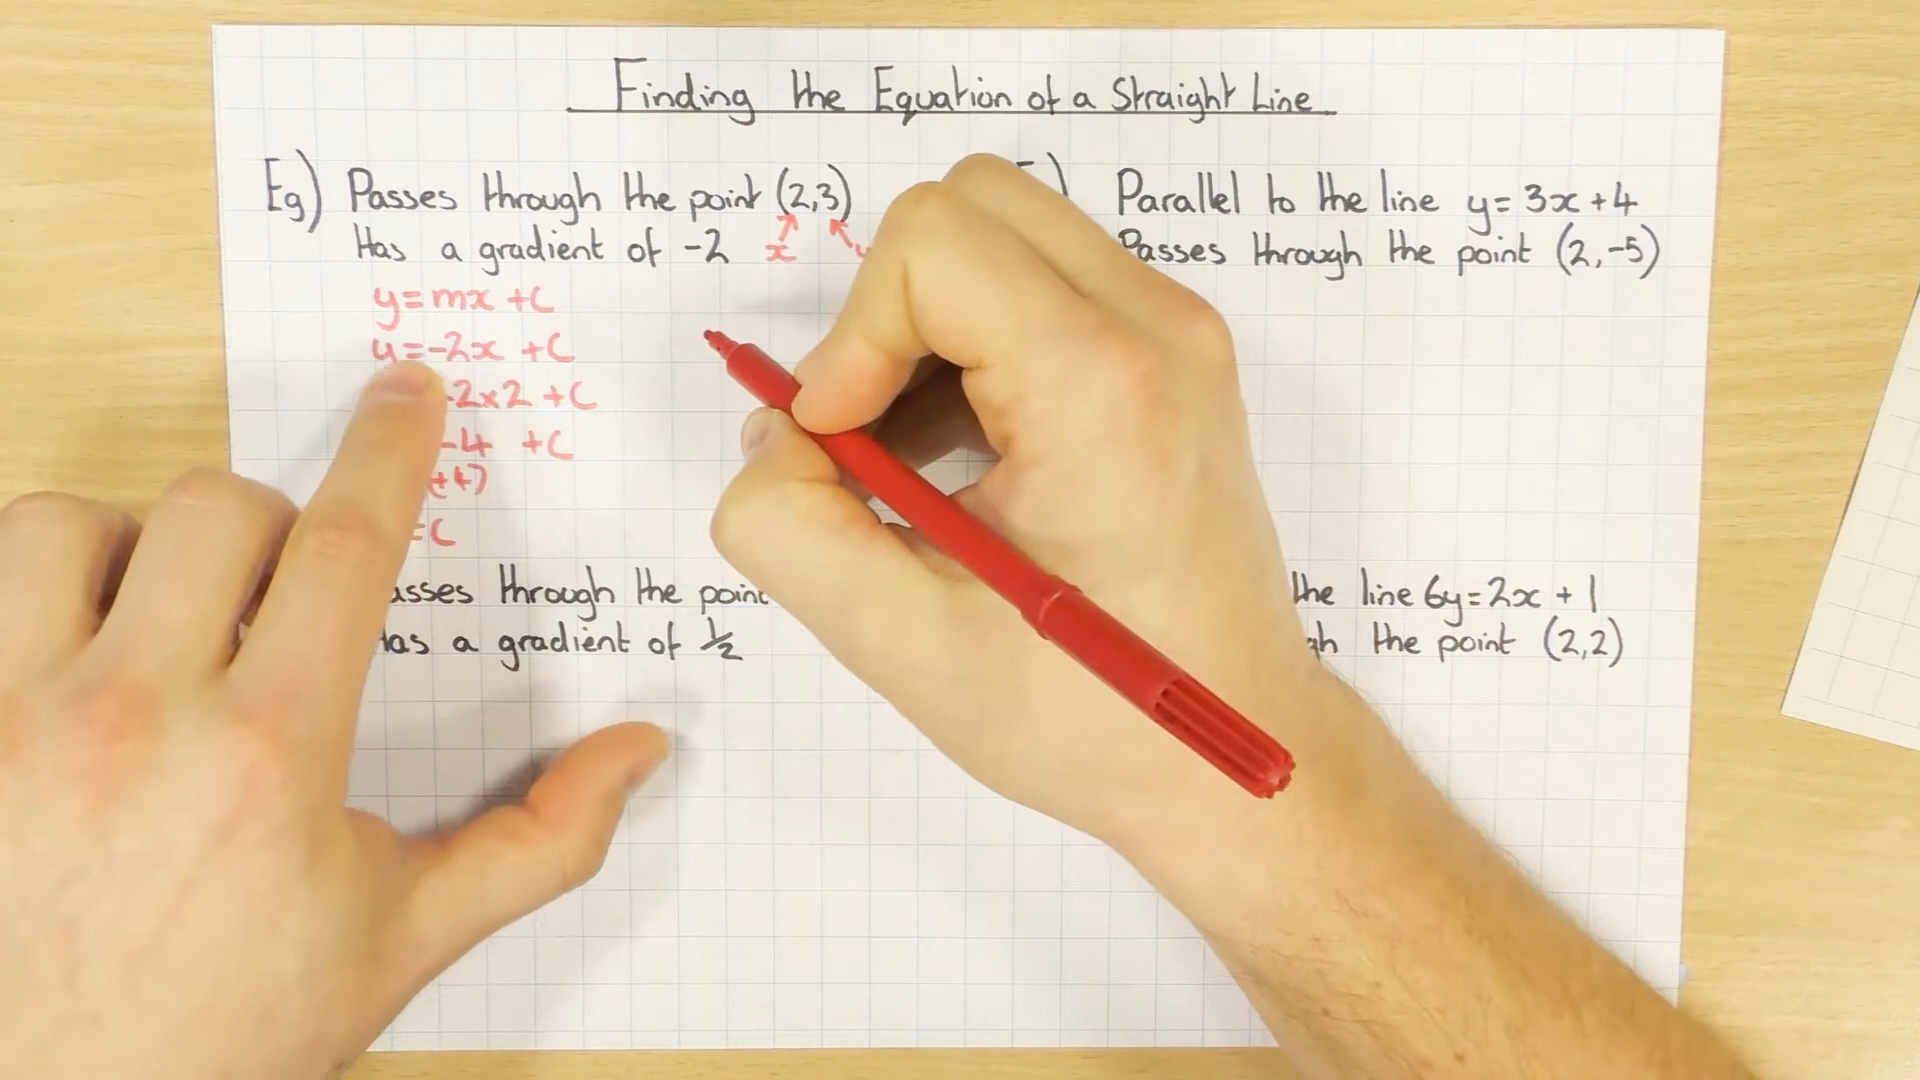 Finding the Equation of a Straight Line
Eg) Passes through the point (2,3)
Has a gradient of -2
x
y=mx +C
y=-2x +C
-2x2 +C
-4 +C
(+4)
=C
through the point
has a gradient of ½
Parallel to the line y= 3x+4
Passes through the point (2,-5)
the line 6y=2x+1
the point (2,2)